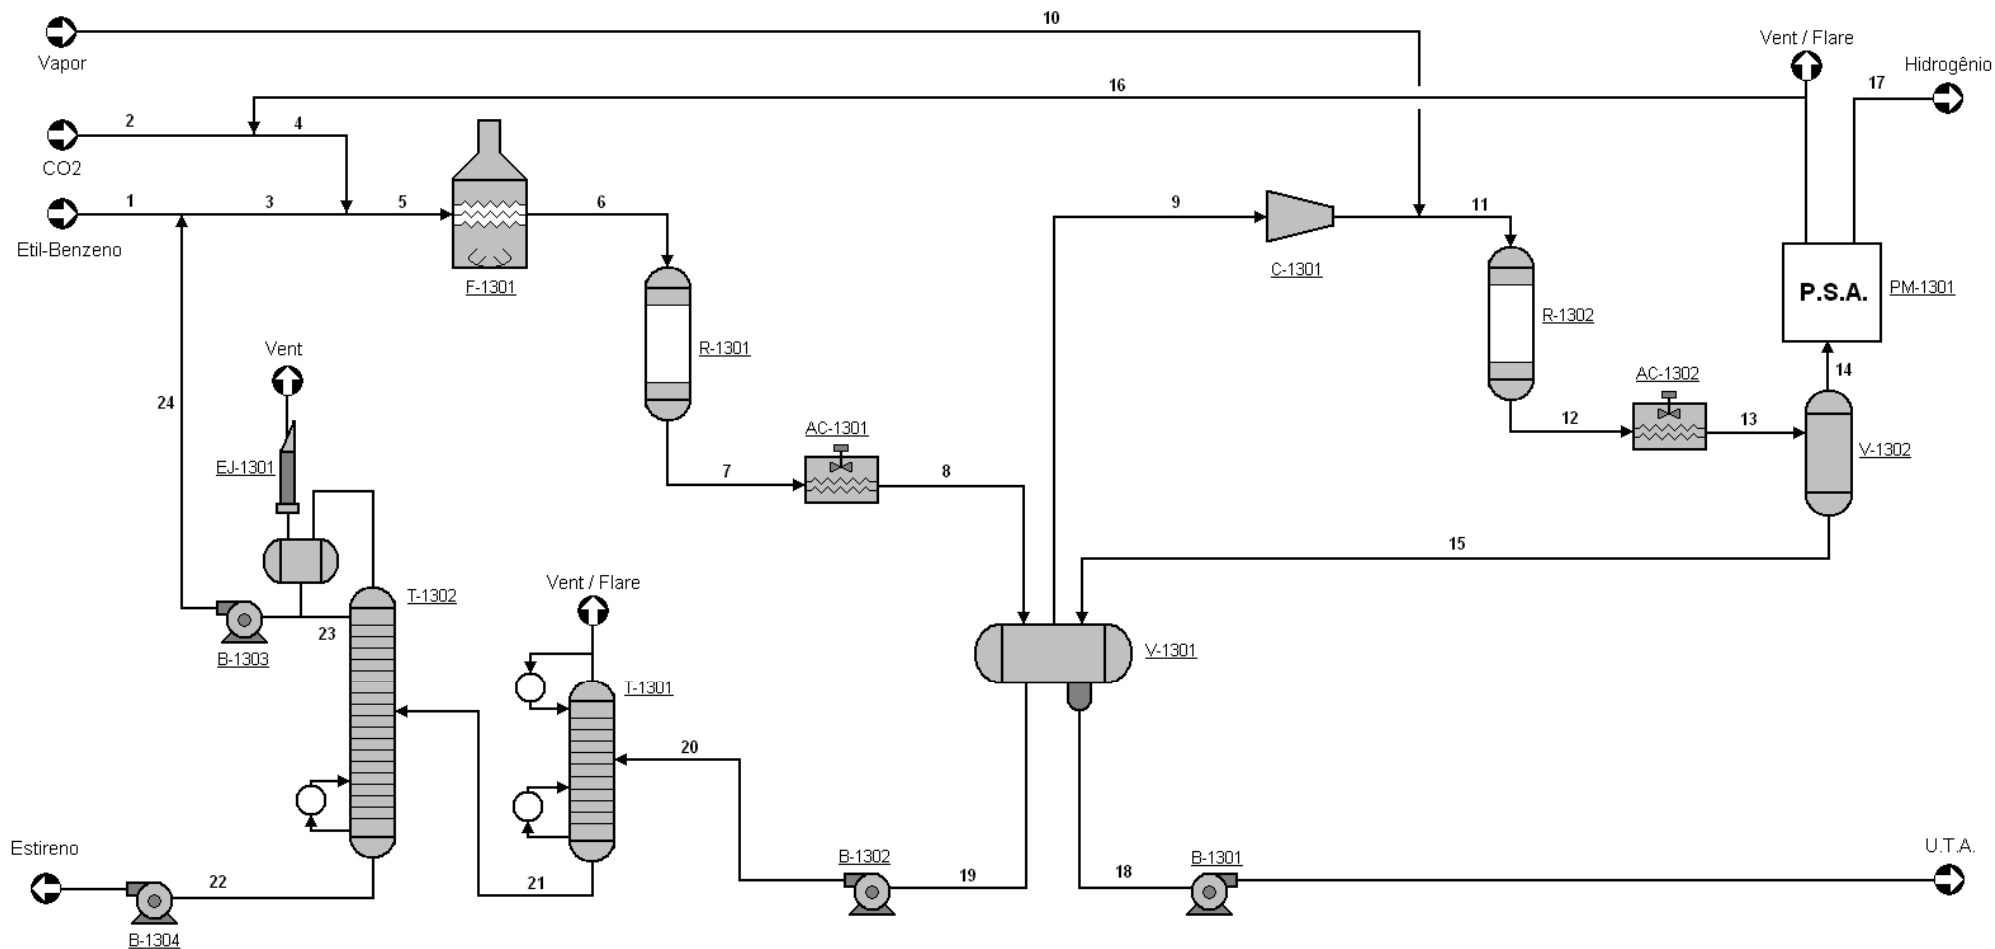 10
Vapor
Vent / Flare
Hidrogênio
16
17
2
4
CO2
1
3
5
6
Etil-Benzeno
F-1301
9
11
C-1301
P.S.A.
PM-1301
R-1302
R-1301
Vent
AC-1302
14
24
12
13
AC-1301
V-1302
EJ-1301
7
8
15
Vent / Flare
T-1302
23
B-1303
V-1301
T-1301
20
Estireno
22
21
B-1302
19
18
B-1301
U.T.A.
B-1304